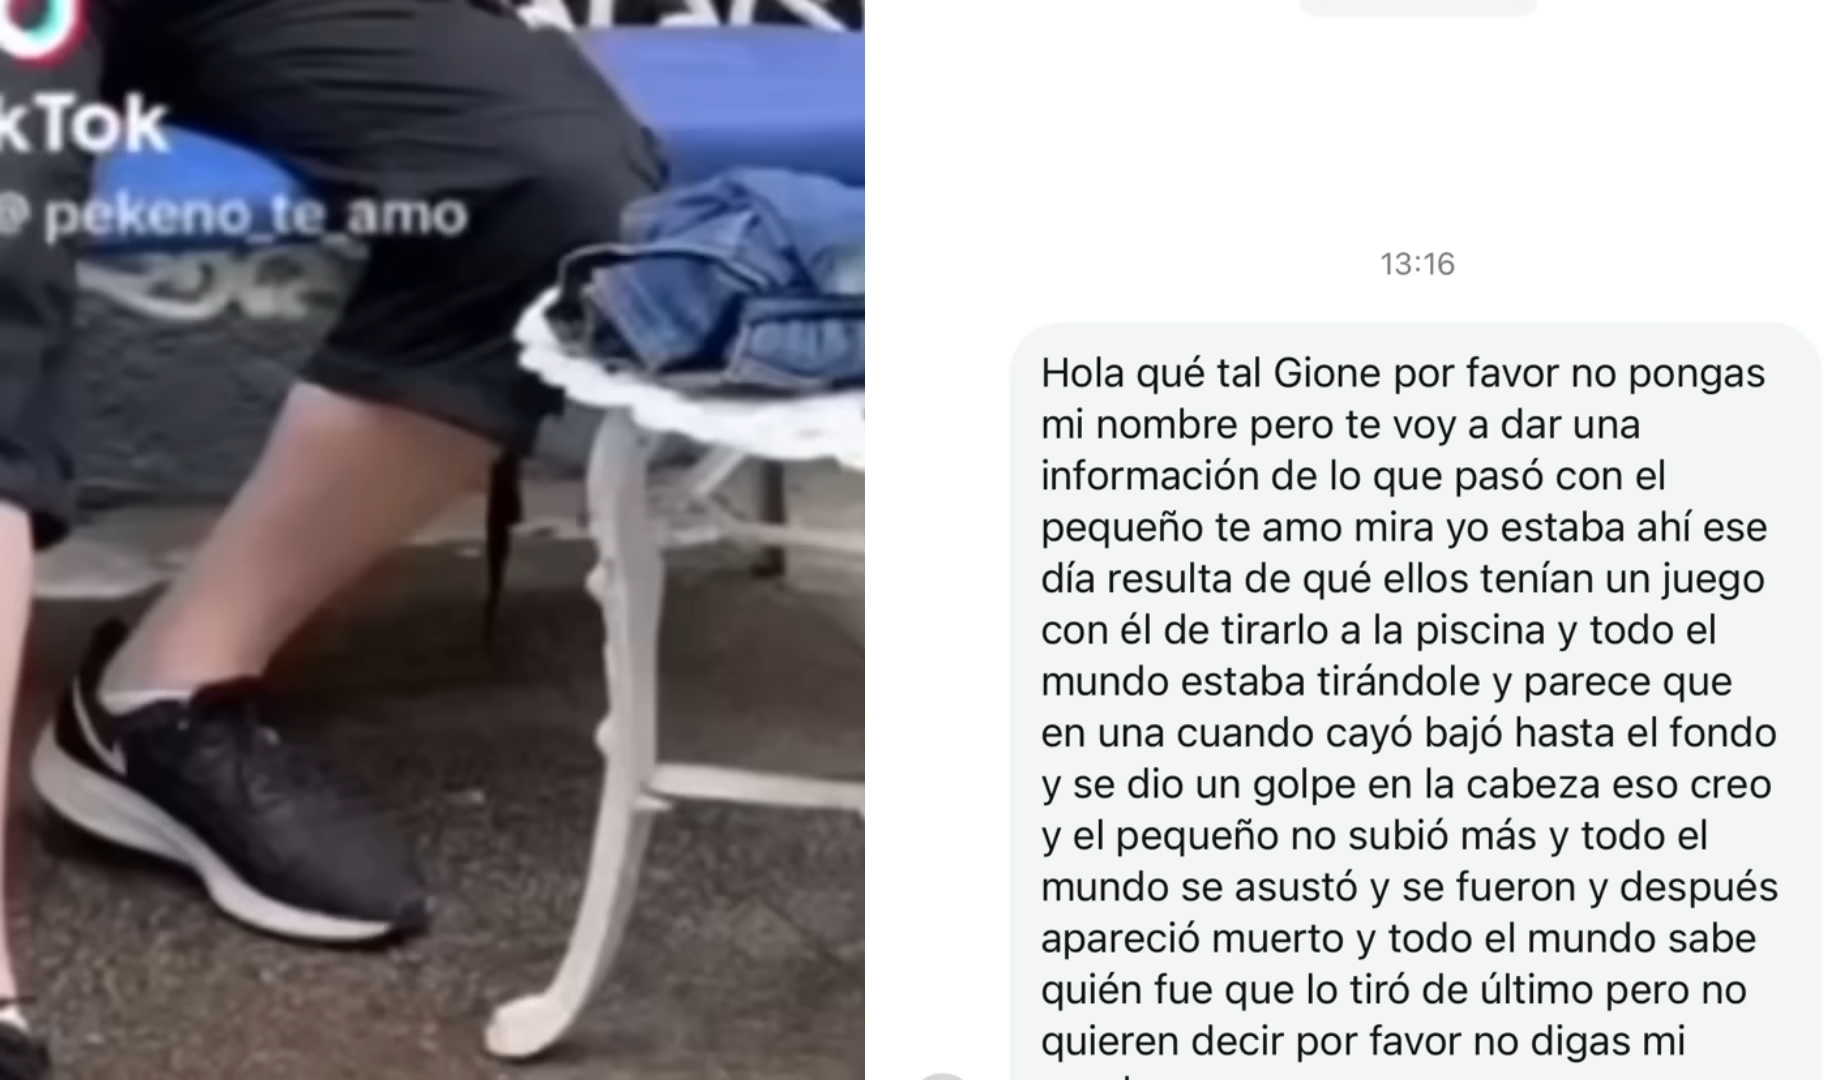 kTok
@ pekeno_te_amo
13:16
Hola qué tal Gione por favor no pongas
mi nombre pero te voy a dar una
información de lo que pasó con el
pequeño te amo mira yo estaba ahí ese
día resulta de qué ellos tenían un juego
con él de tirarlo a la piscina y todo el
mundo estaba tirándole y parece que
en una cuando cayó bajó hasta el fondo
y se dio un golpe en la cabeza eso creo
y el pequeño no subió más y todo el
mundo se asustó y se fueron y después
apareció muerto y todo el mundo sabe
quién fue que lo tiró de último pero no
quieren decir por favor no digas mi